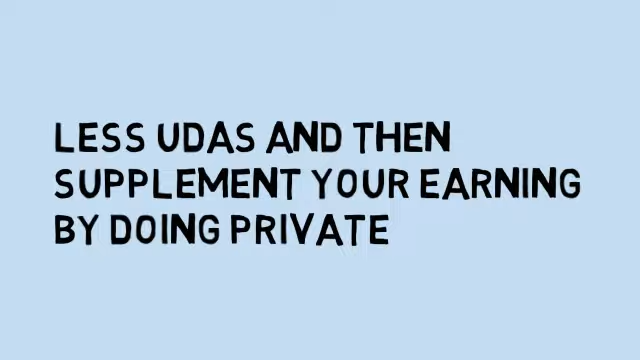 LESS UDAS AND THEN
SUPPLEMENT YOUR EARNING
BY DOING PRIVATE